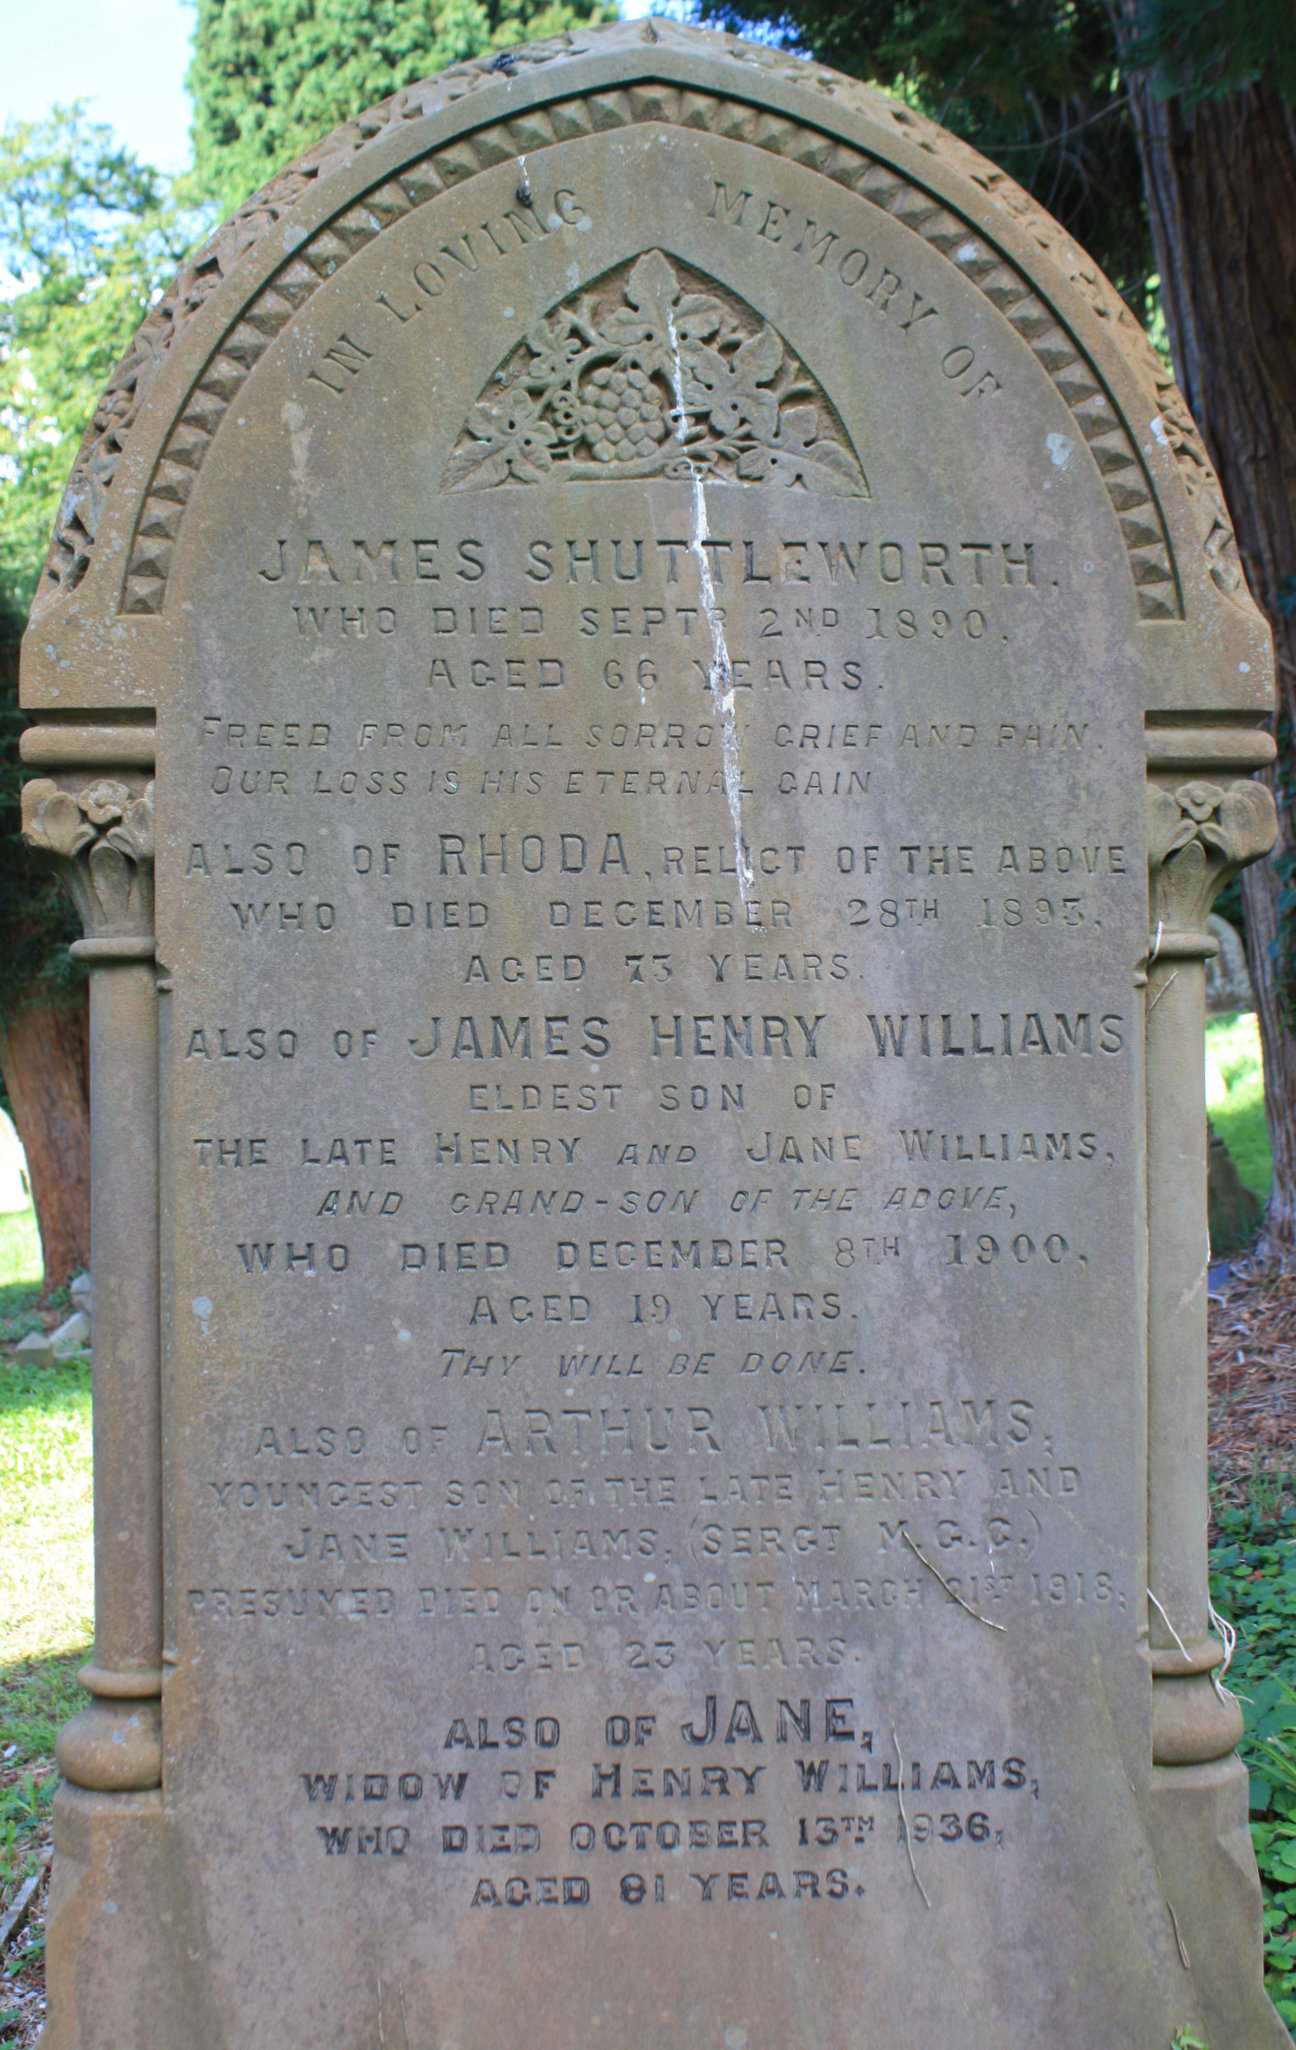 IN LOVING MEMORY OF
JAMES SHUTTLEWORTH,
WHO DIED SEPTR 2ND 1890,
AGED 66 YEARS.
FREED FROM ALL SORROW GRIEF AND PAIN,
OUR LOSS IS HIS ETERNAL GAIN.
ALSO OF RHODA, RELICT OF THE ABOVE
WHO DIED DECEMBER 28TH 1893,
AGED 73 YEARS.
ALSO OF JAMES HENRY WILLIAMS
ELDEST SON OF
THE LATE HENRY AND JANE WILLIAMS,
AND GRAND-SON OF THE ABOVE,
WHO DIED DECEMBER 8TH 1900,
AGED 19 YEARS.
THY WILL BE DONE.
ALSO OF ARTHUR WILLIAMS,
YOUNGEST SON OF THE LATE HENRY AND
JANE WILLIAMS, (SERGT M.G.C.)
PRESUMED DIED ON OR ABOUT MARCH 21ST 1918,
AGED 23 YEARS.
ALSO OF JANE,
WIDOW OF HENRY WILLIAMS,
WHO DIED OCTOBER 13TH 1936,
AGED 81 YEARS.